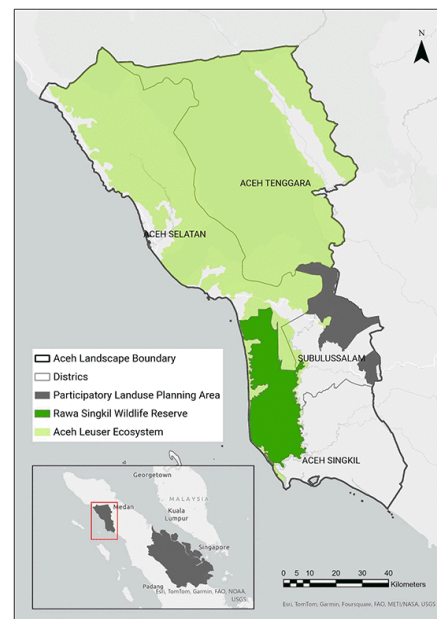 N
ACEH TENGGARA
ACEH SELATAN
SUBULUSSALAM
ACEH SINGKIL
Aceh Landscape Boundary
Districs
Participatory Landuse Planning Area
Rawa Singkil Wildlife Reserve
Aceh Leuser Ecosystem
Georgetown
Medan
MALAYSIA
Kuala
Lumpur
Singapore
Padang
Esri, TomTom, Garmin, FAO, NOAA,
USGS
0 5 10 20 30 40
Kilometers
Esri, TomTom, Garmin, Foursquare, FAO, METI/NASA, USGS